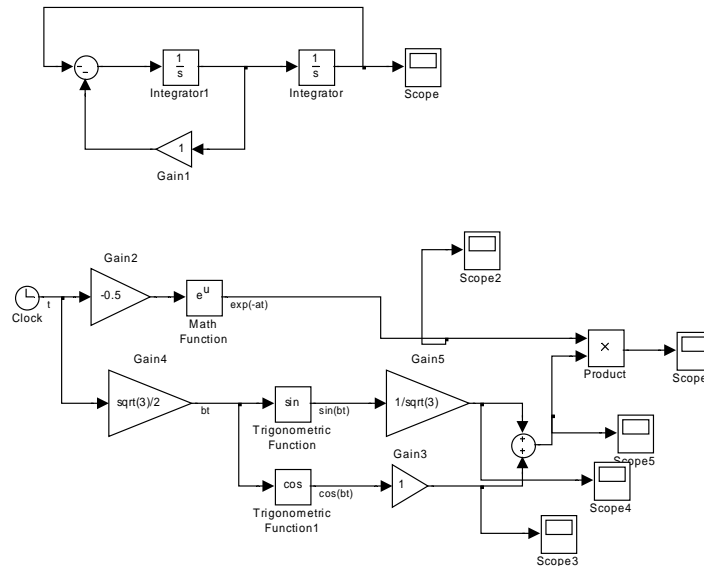 1
s
Integrator1
1
s
Integrator
Scope
1
Gain1
Gain2
-0.5
Clock
t
e^u
Math
Function
exp(-at)
Scope2
Product
Scope
Gain4
sqrt(3)/2
bt
sin
Trigonometric
Function
sin(bt)
Gain5
1/sqrt(3)
Scope5
cos
Trigonometric
Function1
cos(bt)
Gain3
1
Scope4
Scope3